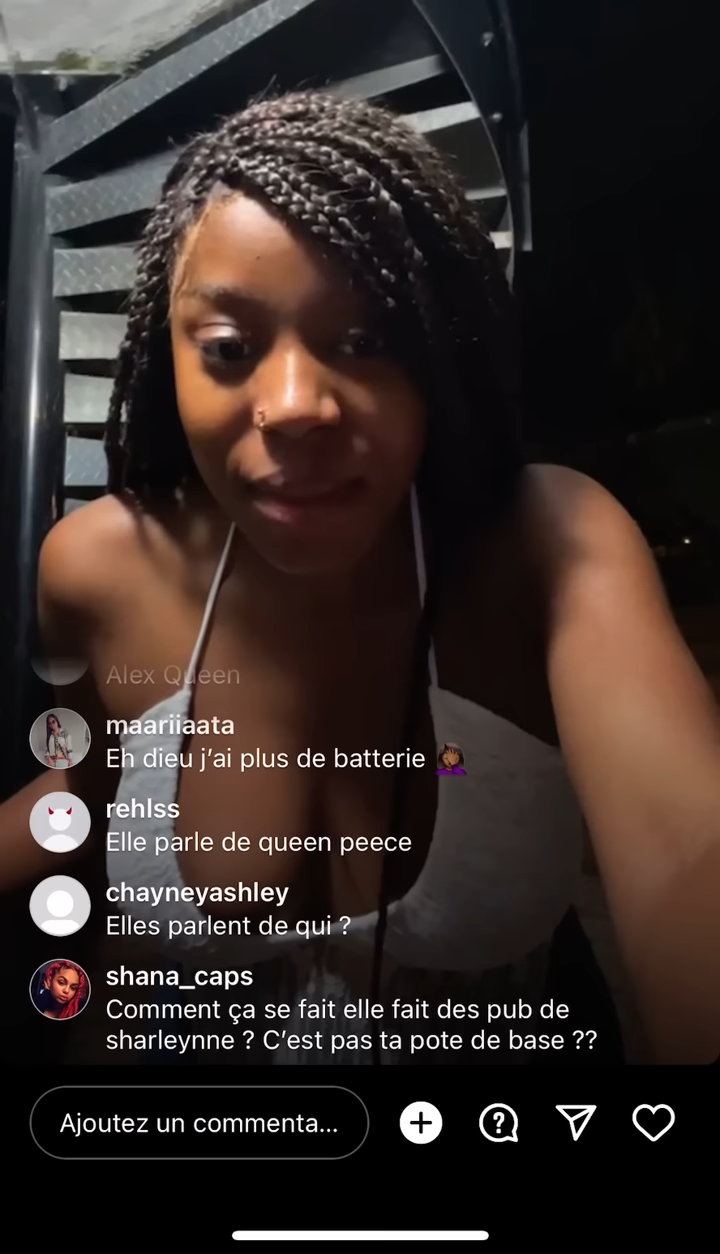 Alex Queen
maariiaata
Eh dieu j’ai plus de batterie 🤦🏾‍♀️
rehlss
Elle parle de queen peece
chayneyashley
Elles parlent de qui ?
shana_caps
Comment ça se fait elle fait des pub de
sharleynne ? C’est pas ta pote de base ??
Ajoutez un commenta...